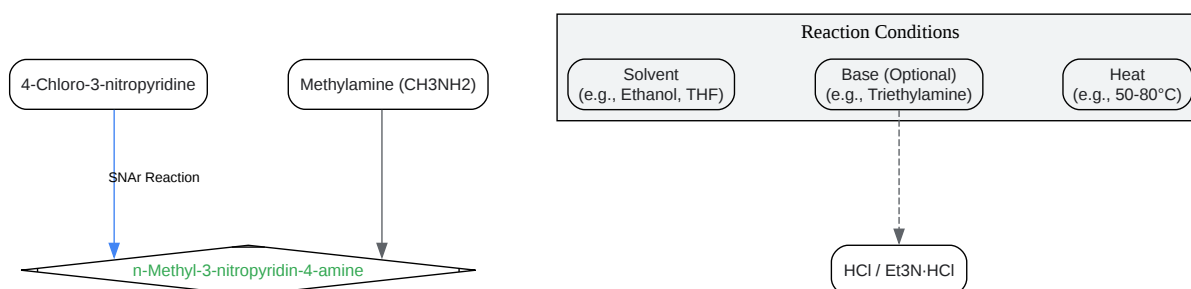 Reaction Conditions
4-Chloro-3-nitropyridine
Methylamine (CH3NH2)
Solvent
(e.g., Ethanol, THF)
Base (Optional)
(e.g., Triethylamine)
Heat
(e.g., 50-80°C)
SNAr Reaction
n-Methyl-3-nitropyridin-4-amine
HCl / Et3N·HCl